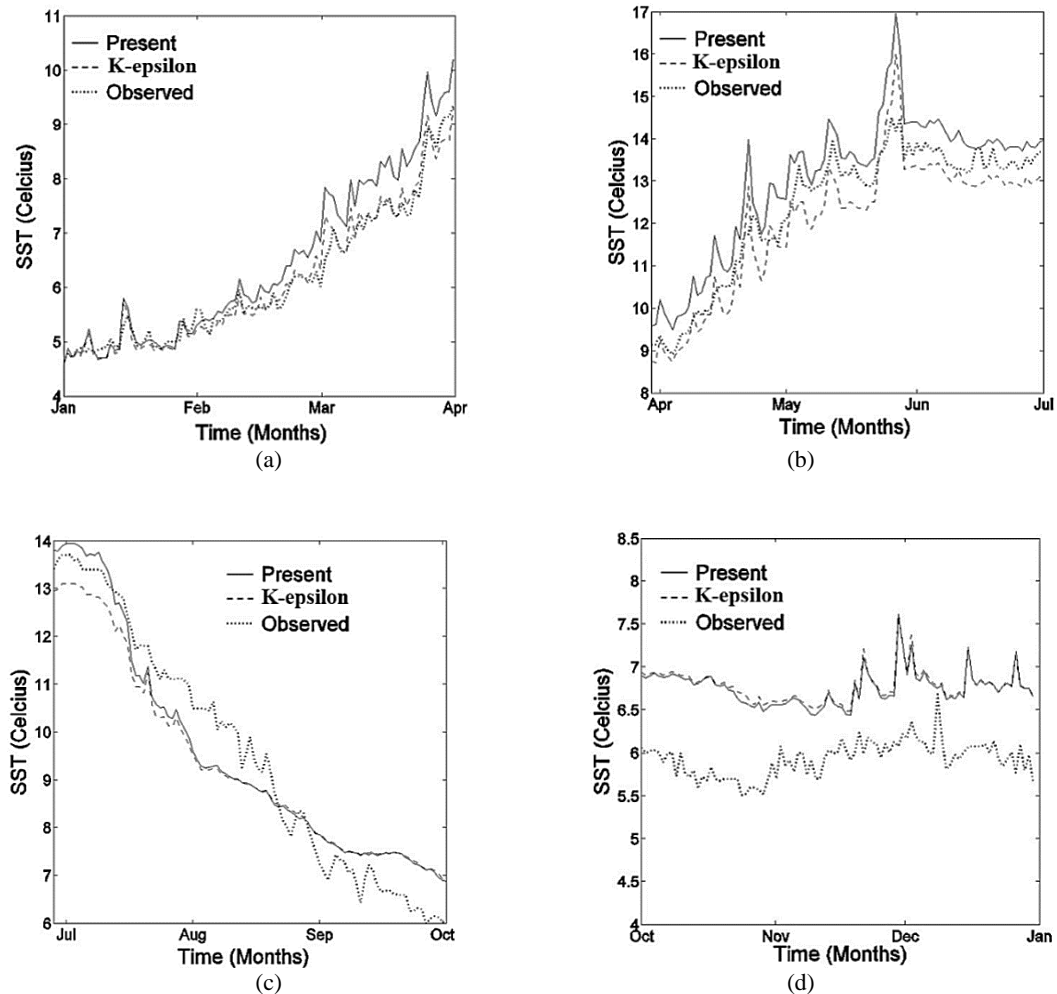 11
10
9
8
7
6
5
4
SST (Celcius)
Present
K-epsilon
Observed
Jan
Feb
Mar
Apr
Time (Months)
(a)
17
16
15
14
13
12
11
10
9
8
SST (Celcius)
Present
K-epsilon
Observed
Apr
May
Jun
Jul
Time (Months)
(b)
14
13
12
11
10
9
8
7
6
SST (Celcius)
Present
K-epsilon
Observed
Jul
Aug
Sep
Oct
Time (Months)
(c)
8.5
8
7.5
7
6.5
6
5.5
5
4.5
4
SST (Celcius)
Present
K-epsilon
Observed
Oct
Nov
Dec
Jan
Time (Months)
(d)